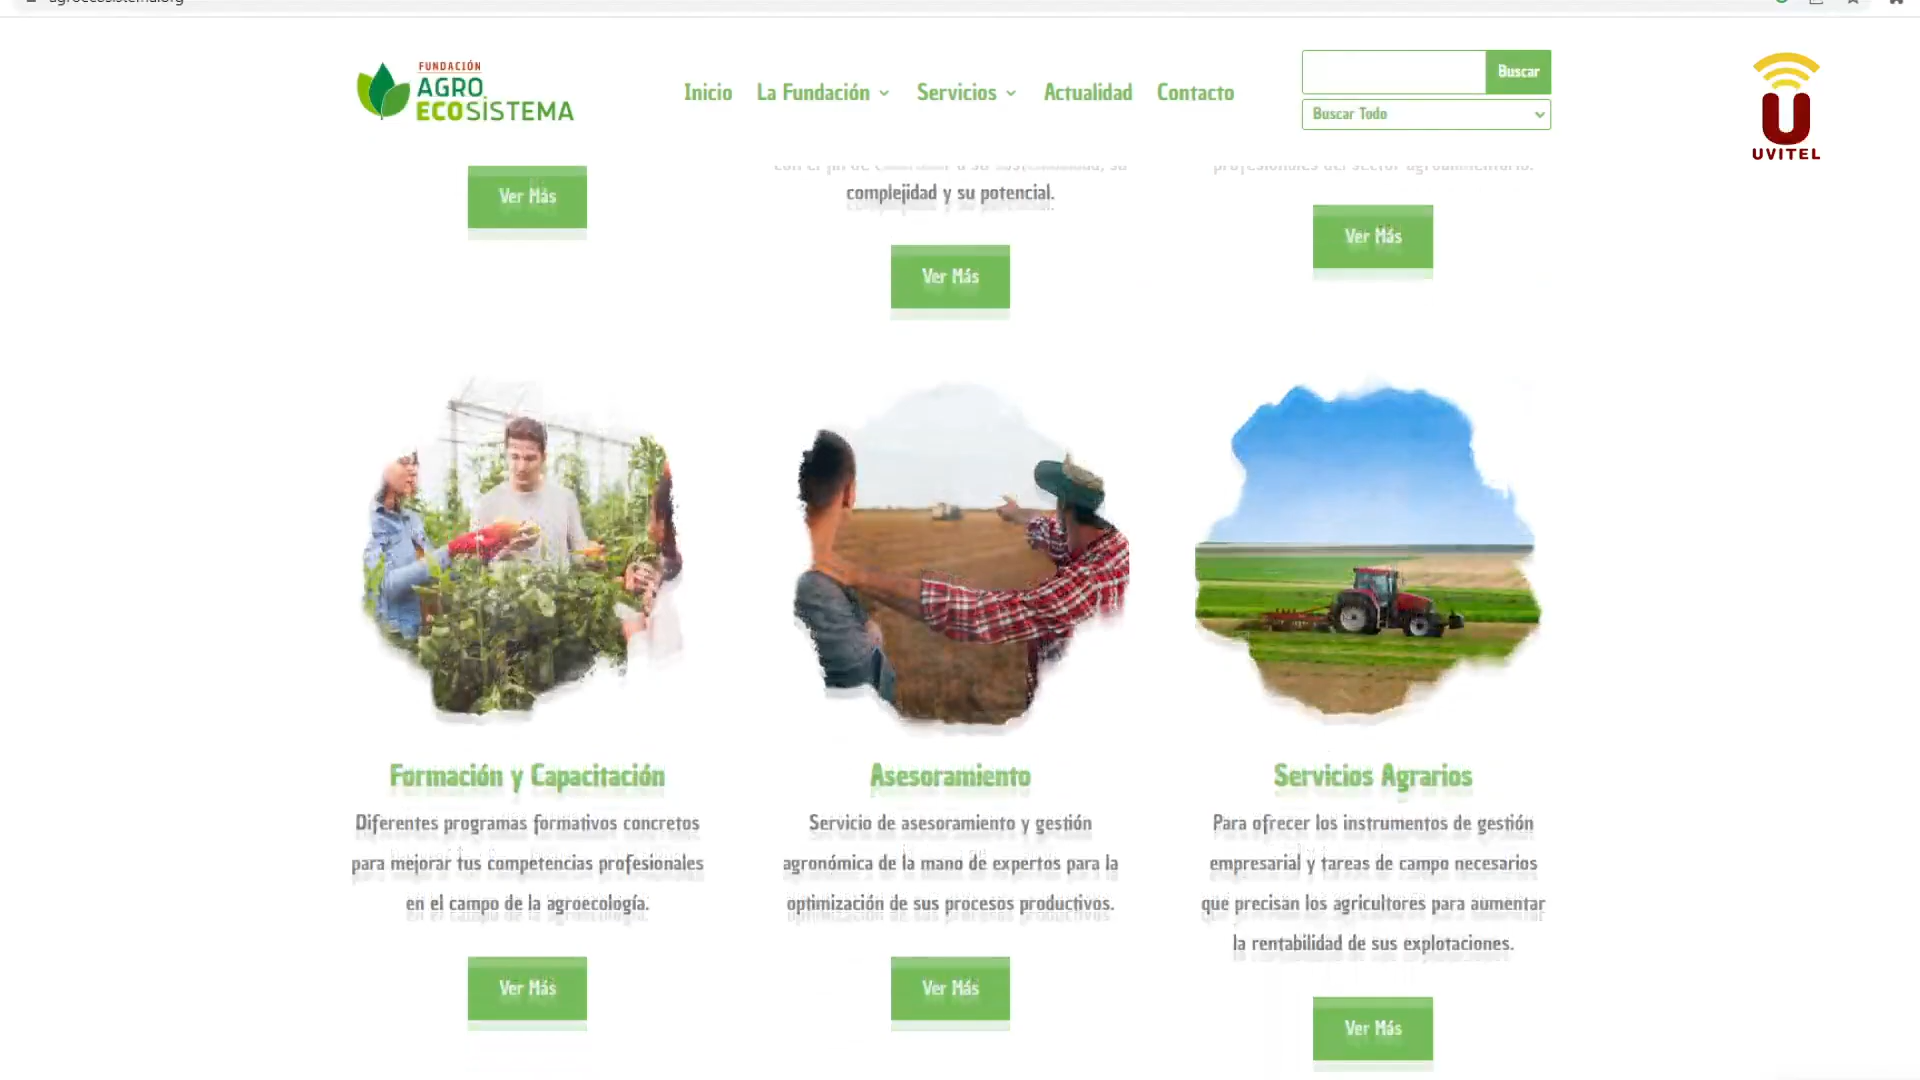 FUNDACIÓN
AGRO
ECOSISTEMA
Inicio
La Fundación
Servicios
Actualidad
Contacto
Buscar
Buscar Todo
UVITEL
complejidad y su potencial.
Ver Más
Ver Más
Ver Más
Formación y Capacitación
Diferentes programas formativos concretos
para mejorar tus competencias profesionales
en el campo de la agroecología.
Ver Más
Asesoramiento
Servicio de asesoramiento y gestión
agronómica de la mano de expertos para la
optimización de sus procesos productivos.
Ver Más
Servicios Agrarios
Para ofrecer los instrumentos de gestión
empresarial y tareas de campo necesarios
que precisan los agricultores para aumentar
la rentabilidad de sus explotaciones.
Ver Más